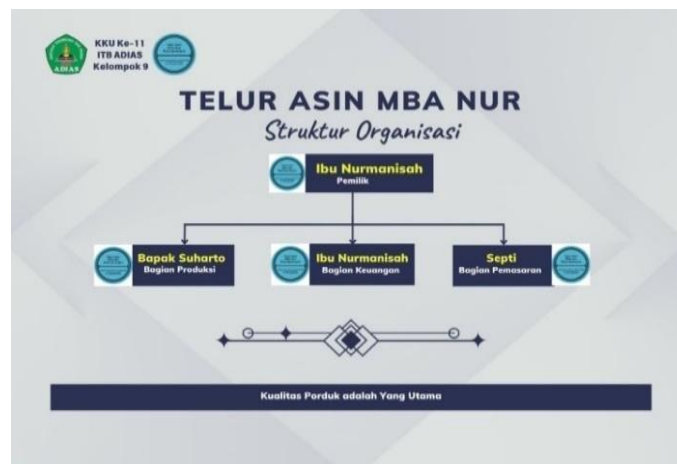 KKU Ke-11
ITB ADIAS
Kelompok 9
ADIAS
TELUR ASIN MBA NUR
Struktur Organisasi
Ibu Nurmanisah
Pemilik
Bapak Suharto
Bagian Produksi
Ibu Nurmanisah
Bagian Keuangan
Septi
Bagian Pemasaran
Kualitas Porduk adalah Yang Utama